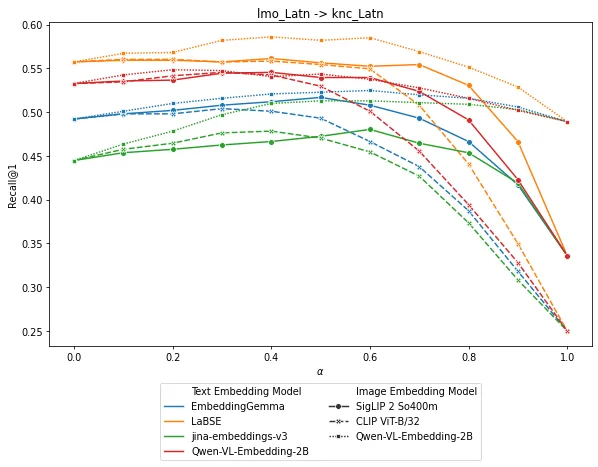 lmo_Latn -> knc_Latn
Recall@1
0.60
0.55
0.50
0.45
0.40
0.35
0.30
0.25
0.0 0.2 0.4 0.6 0.8 1.0
α
Text Embedding Model
EmbeddingGemma
LaBSE
jina-embeddings-v3
Qwen-VL-Embedding-2B
Image Embedding Model
SigLIP 2 So400m
CLIP ViT-B/32
Qwen-VL-Embedding-2B